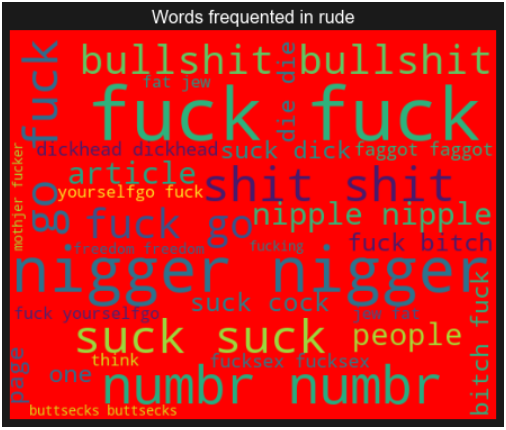 Words frequented in rude
fuck
bullshit
die die
bullshit
fat jew
fuck fuck
dickhead dickhead
suck dick
faggot faggot
mothjer fucker
article
shit shit
yourselfgo fuck
go
fuck go
nipple nipple
fuck bitch
freedom freedom
fucking
nigger nigger
suck cock
bitch fuck
fuck yourselfgo
jew fat
suck suck
people
page
think
fucksex fucksex
one
numbr numbr
buttsecks buttsecks